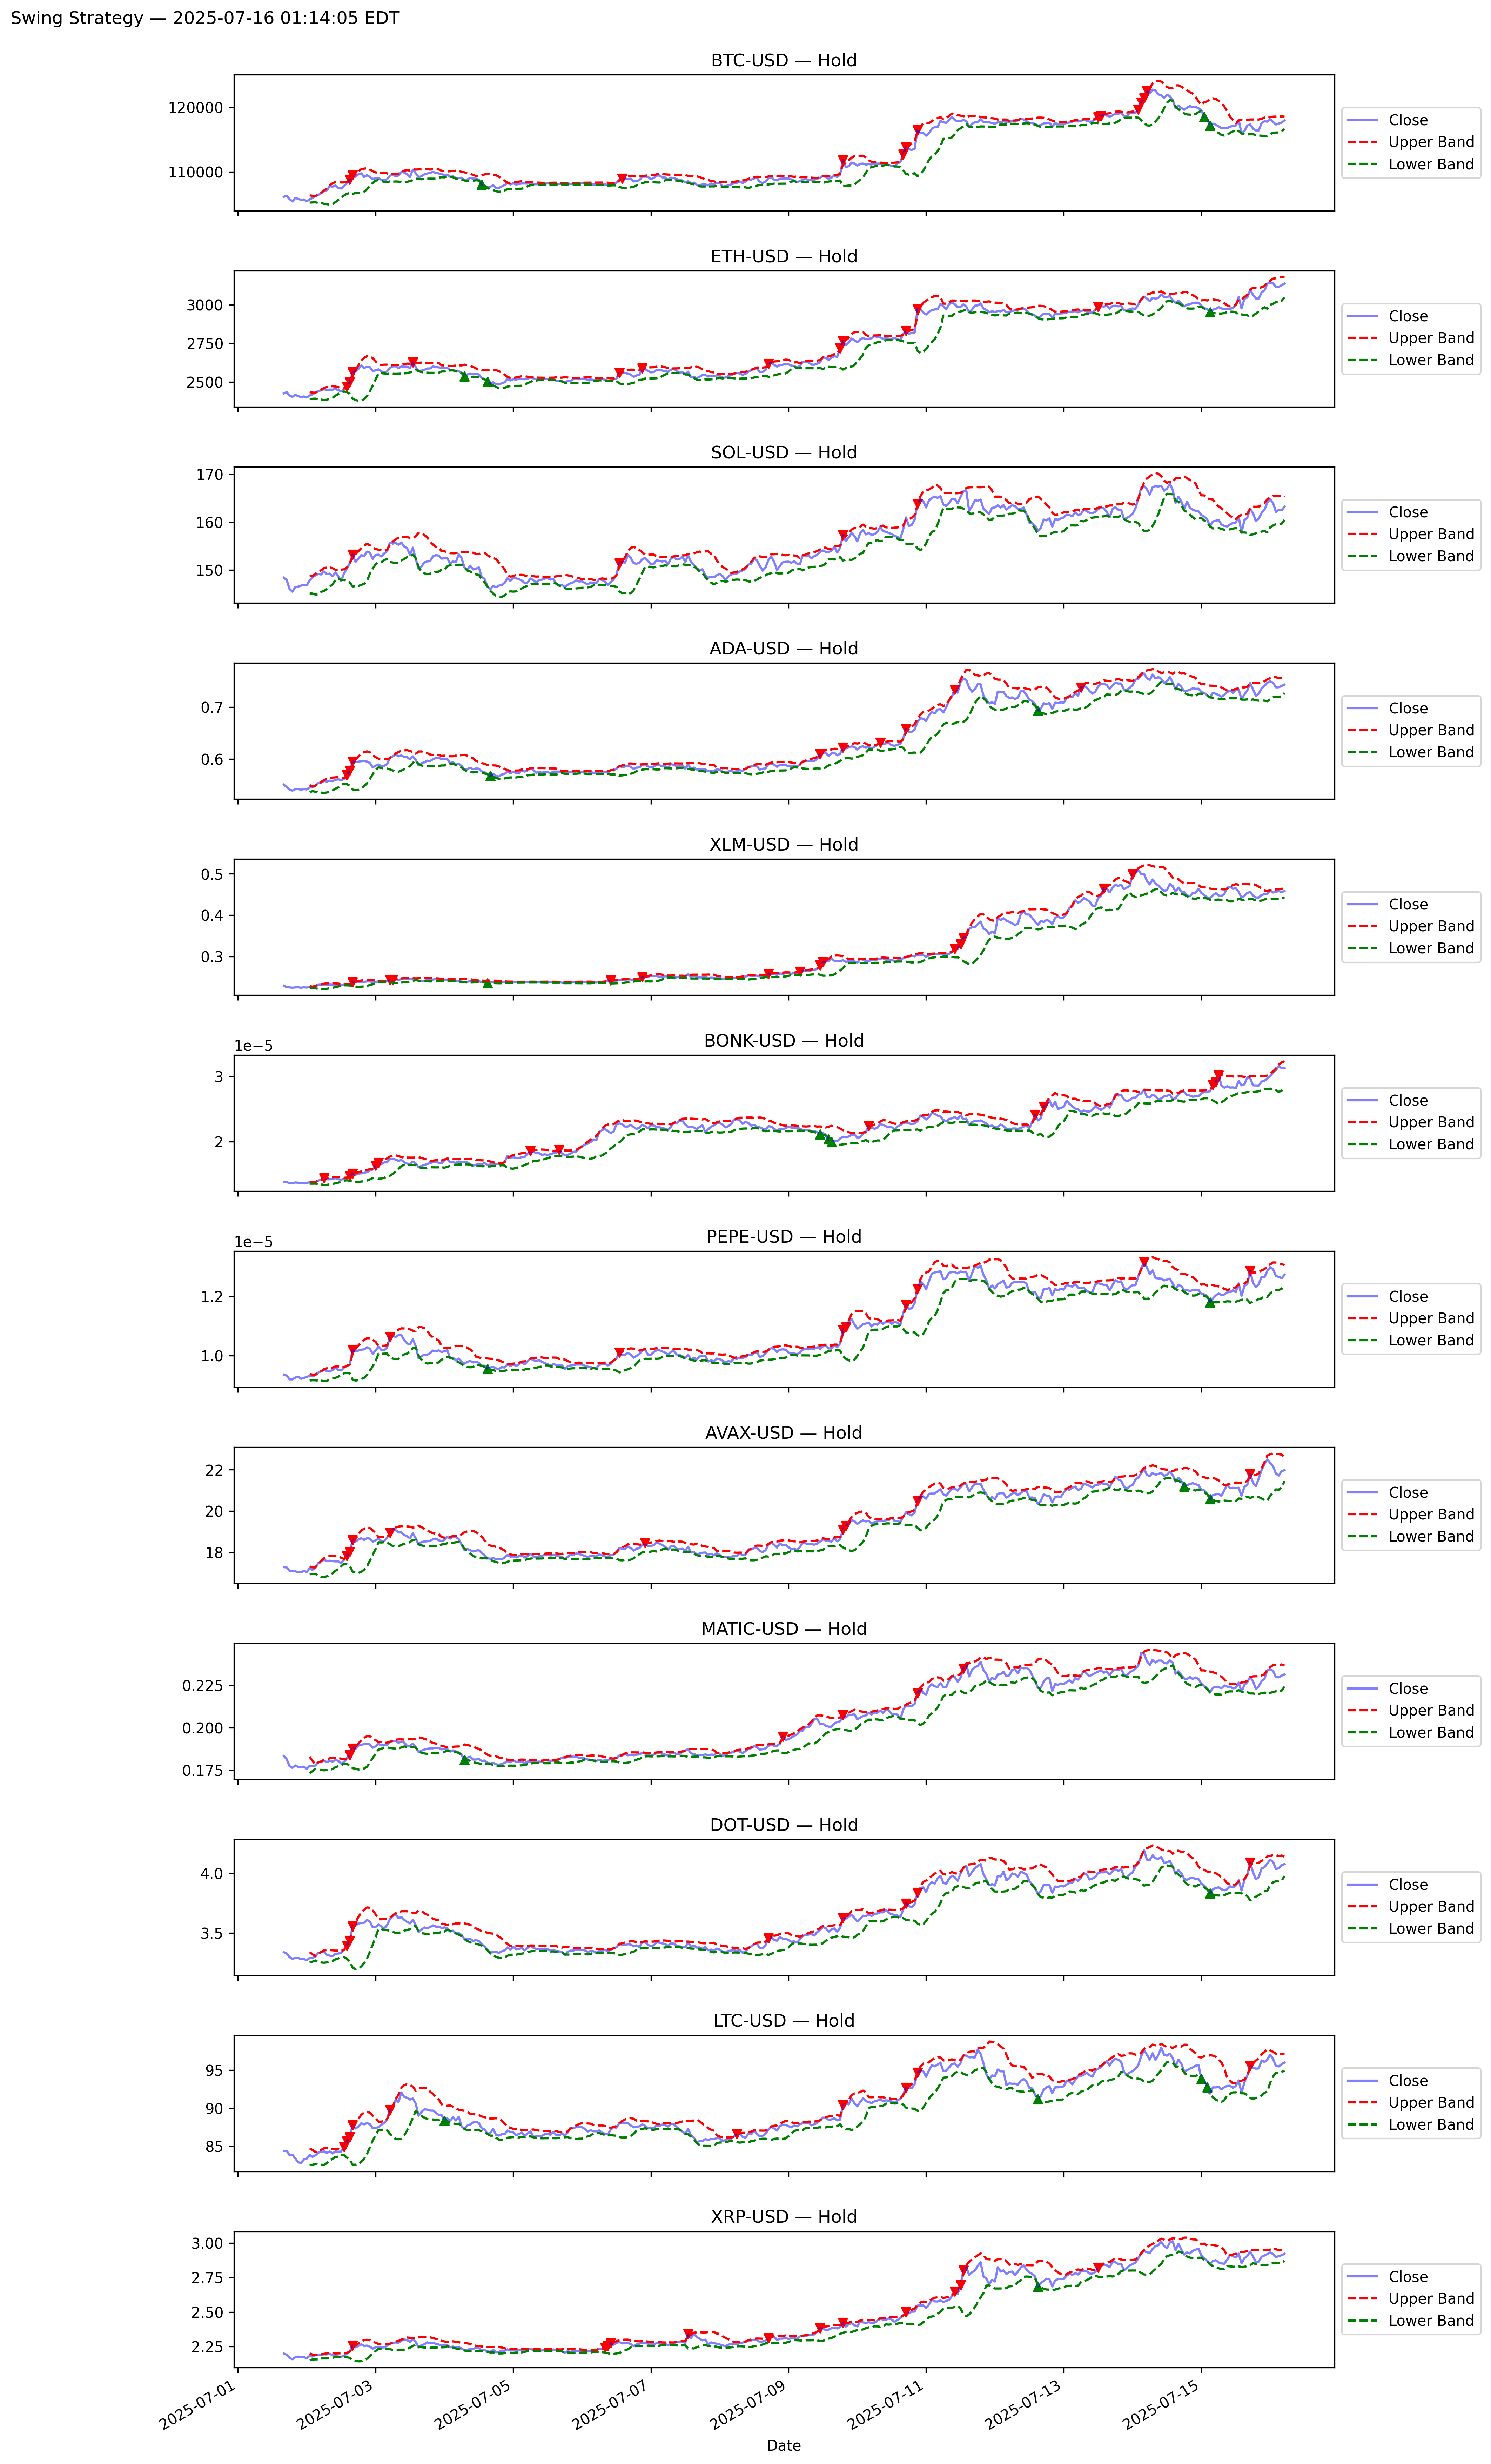 Swing Strategy — 2025-07-16 01:14:05 EDT
BTC-USD — Hold
120000
110000
Close
Upper Band
Lower Band
ETH-USD — Hold
3000
2750
2500
Close
Upper Band
Lower Band
SOL-USD — Hold
170
160
150
Close
Upper Band
Lower Band
ADA-USD — Hold
0.7
0.6
Close
Upper Band
Lower Band
XLM-USD — Hold
0.5
0.4
0.3
Close
Upper Band
Lower Band
BONK-USD — Hold
1e−5
3
2
Close
Upper Band
Lower Band
PEPE-USD — Hold
1e−5
1.2
1.0
Close
Upper Band
Lower Band
AVAX-USD — Hold
22
20
18
Close
Upper Band
Lower Band
MATIC-USD — Hold
0.225
0.200
0.175
Close
Upper Band
Lower Band
DOT-USD — Hold
4.0
3.5
Close
Upper Band
Lower Band
LTC-USD — Hold
95
90
85
Close
Upper Band
Lower Band
XRP-USD — Hold
3.00
2.75
2.50
2.25
Close
Upper Band
Lower Band
2025-07-01
2025-07-03
2025-07-05
2025-07-07
2025-07-09
2025-07-11
2025-07-13
2025-07-15
Date